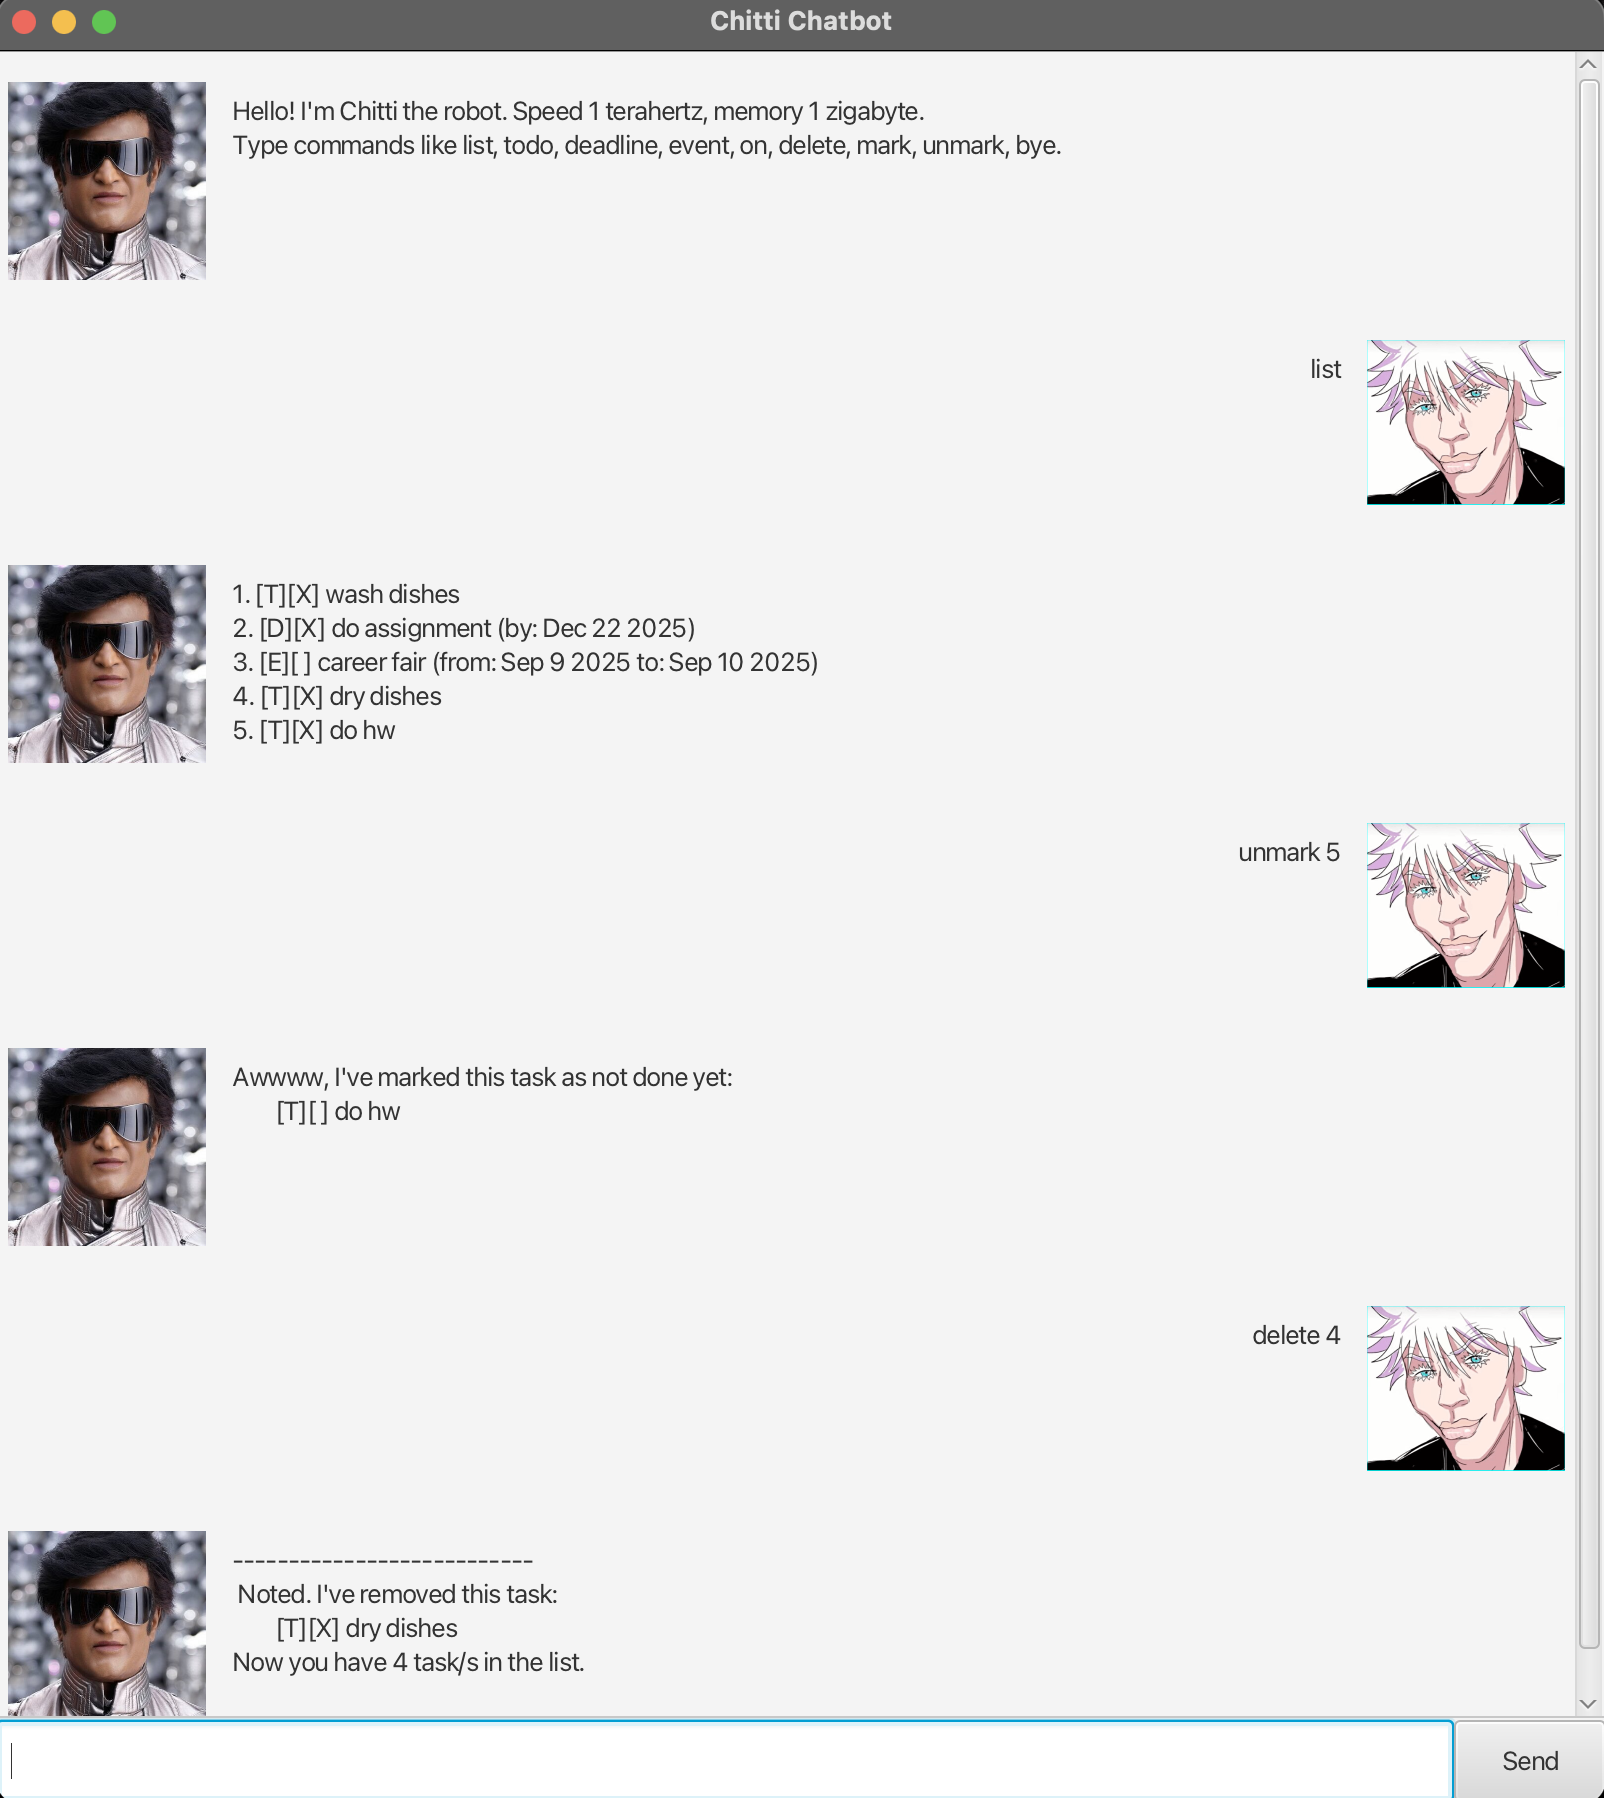 Chitti Chatbot
Hello! I'm Chitti the robot. Speed 1 terahertz, memory 1 zigabyte.
Type commands like list, todo, deadline, event, on, delete, mark, unmark, bye.
list
1. [T][X] wash dishes
2. [D][X] do assignment (by: Dec 22 2025)
3. [E][ ] career fair (from: Sep 9 2025 to: Sep 10 2025)
4. [T][X] dry dishes
5. [T][X] do hw
unmark 5
Awwww, I've marked this task as not done yet:
[T][ ] do hw
delete 4
---------------------------
Noted. I've removed this task:
[T][X] dry dishes
Now you have 4 task/s in the list.
Send